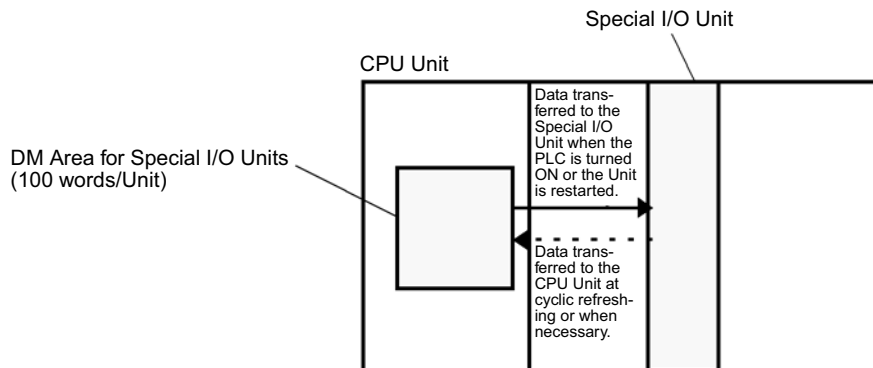 Special I/O Unit
CPU Unit
Data trans-
ferred to the
Special I/O
Unit when the
PLC is turned
ON or the Unit
is restarted.
DM Area for Special I/O Units
(100 words/Unit)
Data trans-
ferred to the
CPU Unit at
cyclic refresh-
ing or when
necessary.